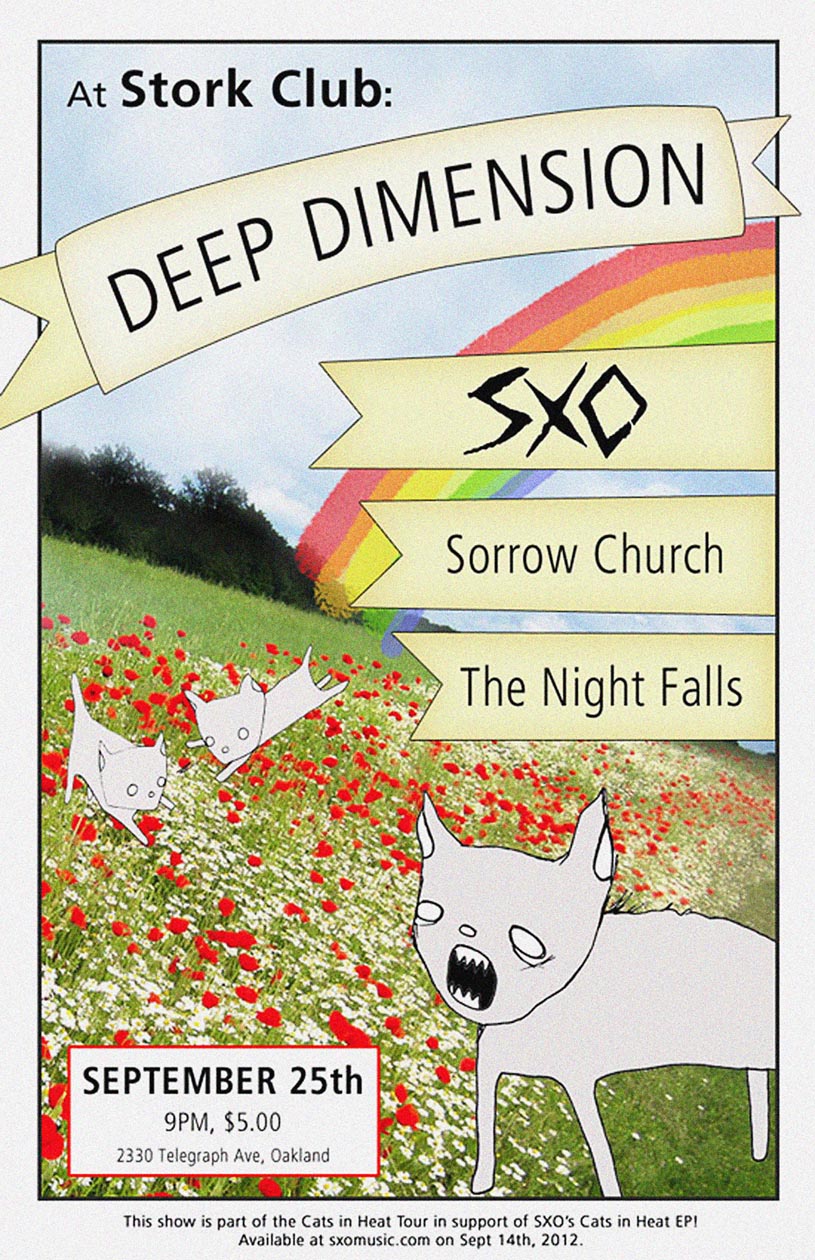 At Stork Club:
DEEP DIMENSION
SXO
Sorrow Church
The Night Falls
SEPTEMBER 25th
9PM, $5.00
2330 Telegraph Ave, Oakland
This show is part of the Cats in Heat Tour in support of SXO's Cats in Heat EP!
Available at sxomusic.com on Sept 14th, 2012.